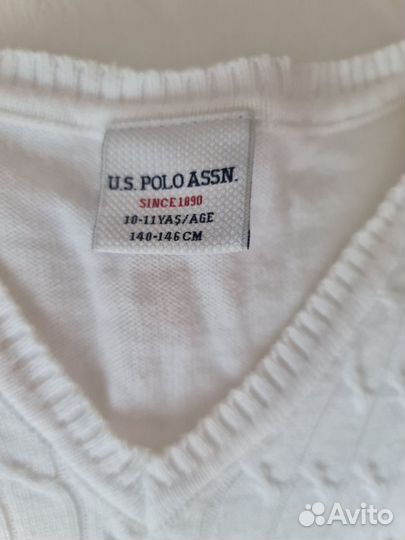 U.S. POLO ASSN.
SINCE 1890
10-11 YAŞ/AGE
140-146 CM
Avito